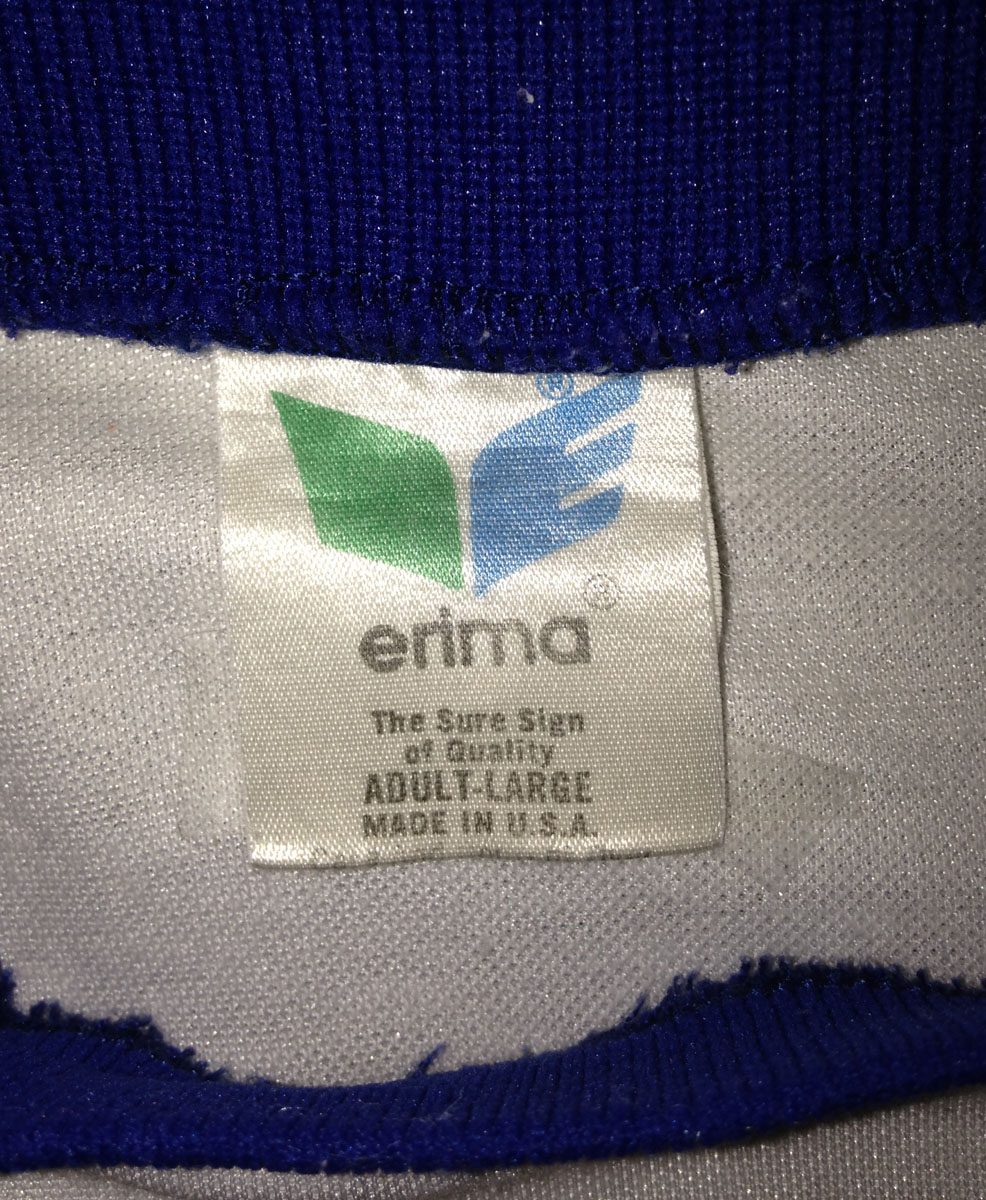 ®
erima
The Sure Sign
of Quality
ADULT-LARGE
MADE IN U.S.A.